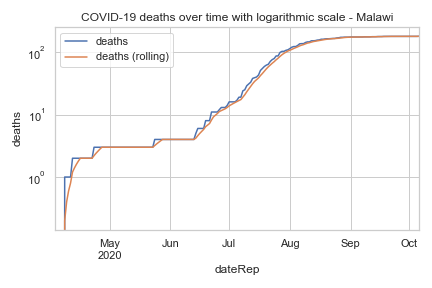 COVID-19 deaths over time with logarithmic scale - Malawi
deaths
deaths (rolling)
10²
10¹
10⁰
deaths
May
2020
Jun
Jul
Aug
Sep
Oct
dateRep